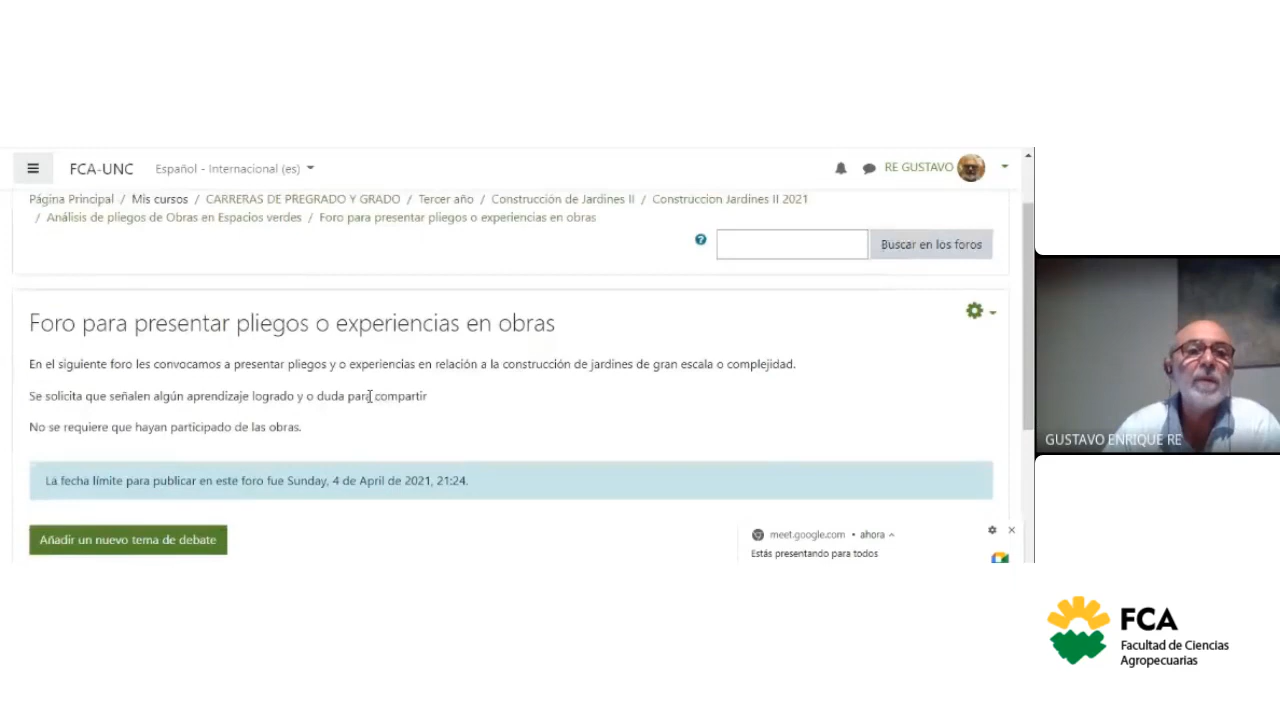 FCA-UNC Español - Internacional (es) RE GUSTAVO
Página Principal / Mis cursos / CARRERAS DE PREGRADO Y GRADO / Tercer año / Construcción de Jardines II / Construccion Jardines II 2021
/ Análisis de pliegos de Obras en Espacios verdes / Foro para presentar pliegos o experiencias en obras
Buscar en los foros
Foro para presentar pliegos o experiencias en obras
En el siguiente foro les convocamos a presentar pliegos y o experiencias en relación a la construcción de jardines de gran escala o complejidad.
Se solicita que señalen algún aprendizaje logrado y o duda para compartir
No se requiere que hayan participado de las obras.
La fecha límite para publicar en este foro fue Sunday, 4 de April de 2021, 21:24.
Añadir un nuevo tema de debate
meet.google.com • ahora
Estás presentando para todos
GUSTAVO ENRIQUE RE
FCA
Facultad de Ciencias
Agropecuarias